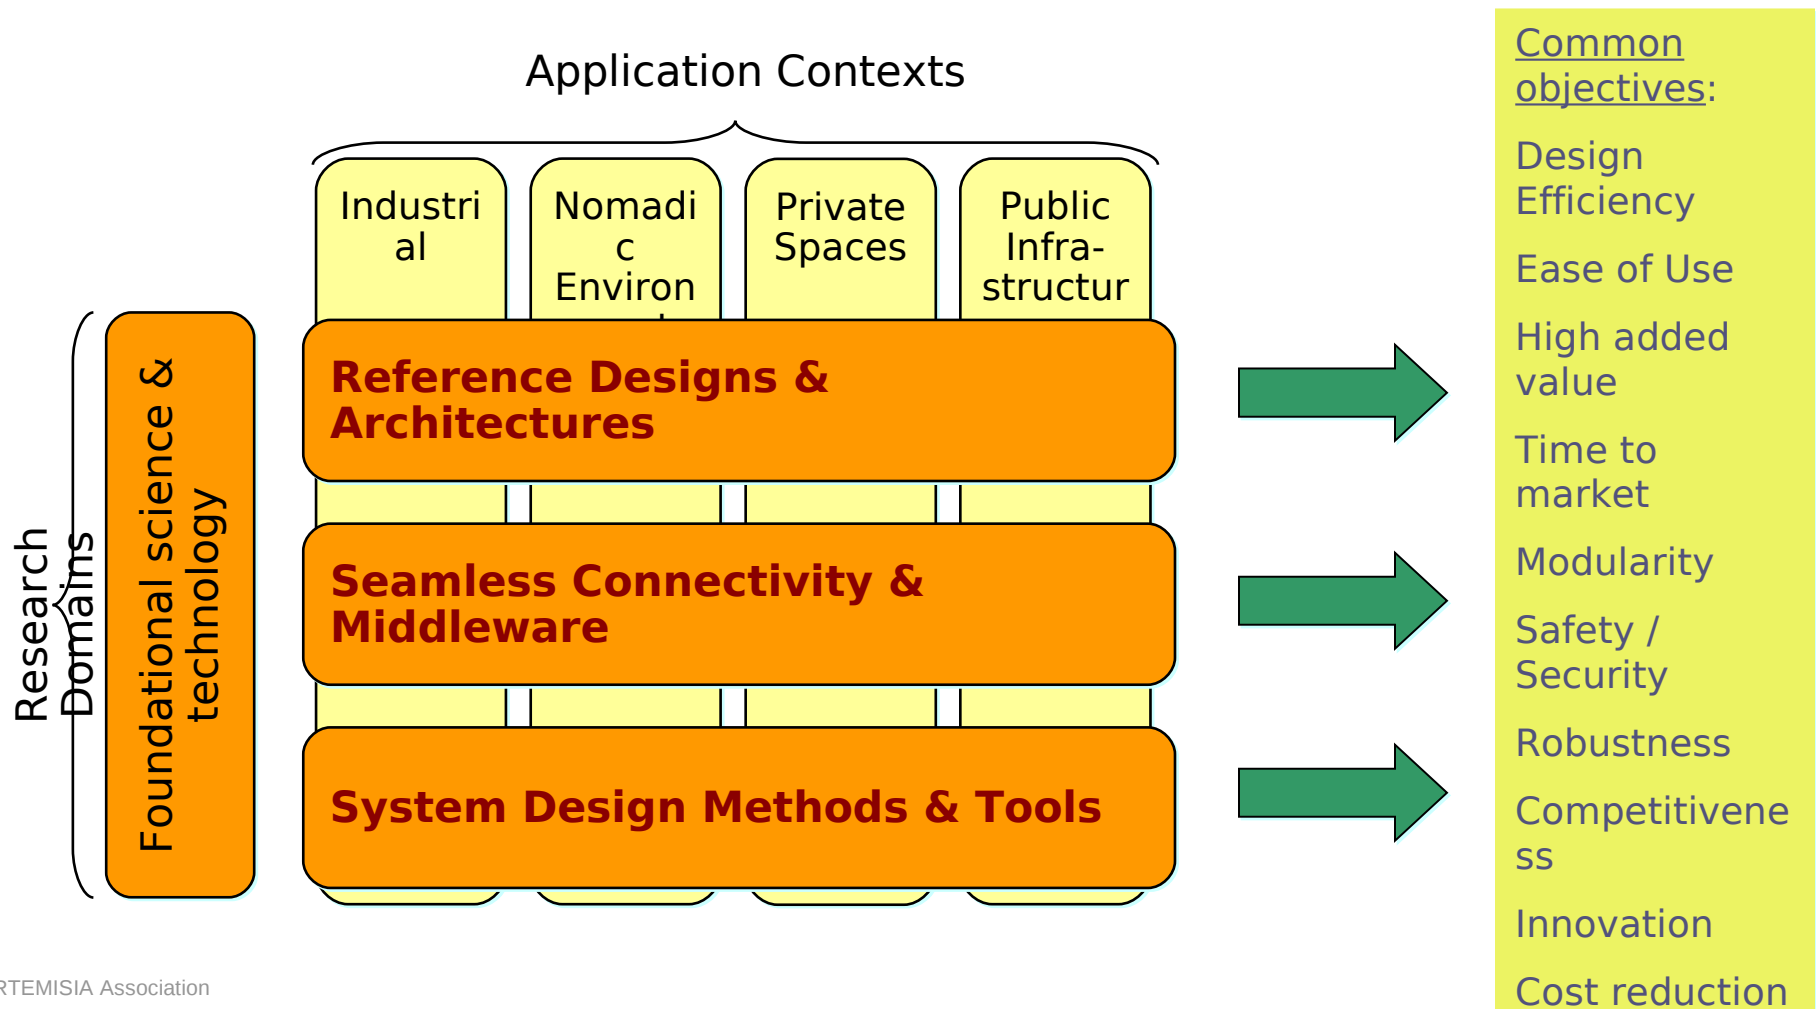 Application Contexts
Industri
al
Nomadi
c
Environ
Private
Spaces
Public
Infra-
structur
Research
Domains
Foundational science &
technology
Reference Designs &
Architectures
Seamless Connectivity &
Middleware
System Design Methods & Tools
Common
objectives:
Design
Efficiency
Ease of Use
High added
value
Time to
market
Modularity
Safety /
Security
Robustness
Competitivene
ss
Innovation
Cost reduction
RTEMISIA Association